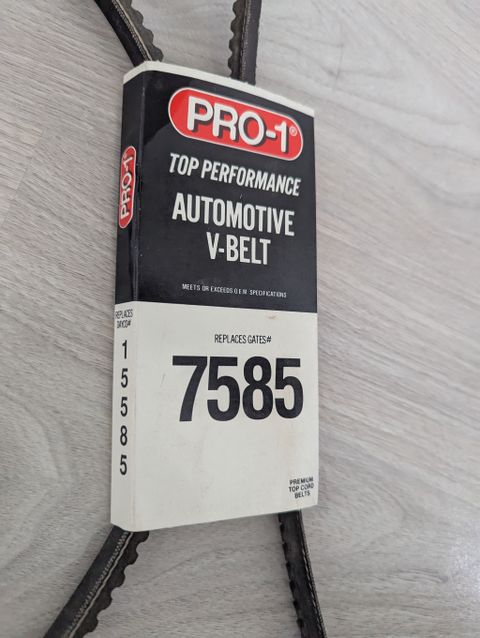 PRO-1®
TOP PERFORMANCE
AUTOMOTIVE
V-BELT
MEETS OR EXCEEDS O.E.M. SPECIFICATIONS
REPLACES GATES#
7585
PREMIUM
TOP COG
BELTS
PRO-1®
REPLACES
DAYCO#
1
5
5
8
5